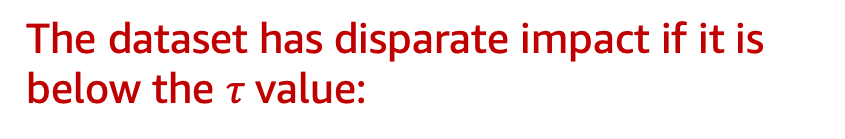 The dataset has disparate impact if it is
below the τ value: